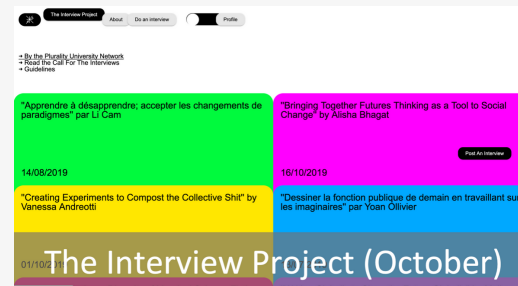 The Interview Project
About
Do an interview
Profile
→ By the Plurality University Network
→ Read the Call For The Interviews
→ Guidelines
"Apprendre à désapprendre; accepter les changements de
paradigmes" par Li Cam
14/08/2019
"Bringing Together Futures Thinking as a Tool to Social
Change" by Alisha Bhagat
Post An Interview
16/10/2019
"Creating Experiments to Compost the Collective Shit" by
Vanessa Andreotti
01/10/2019
"Dessiner la fonction publique de demain en travaillant sur
les imaginaires" par Yoan Ollivier
The Interview Project (October)